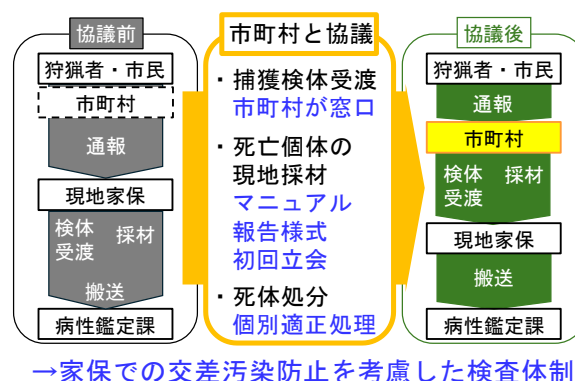 協議前
狩猟者・市民
市町村
通報
現地家保
検体
受渡
採材
搬送
病性鑑定課
市町村と協議
・捕獲検体受渡
市町村が窓口
・死亡個体の
現地採材
マニュアル
報告様式
初回立会
・死体処分
個別適正処理
協議後
狩猟者・市民
通報
市町村
検体
受渡
採材
現地家保
搬送
病性鑑定課
→家保での交差汚染防止を考慮した検査体制